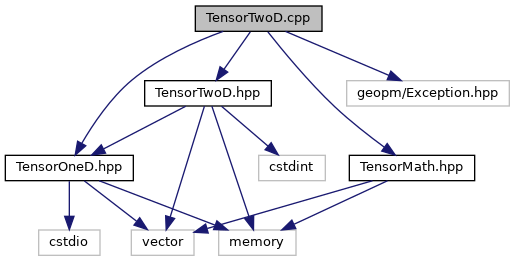 TensorTwoD.cpp
TensorTwoD.hpp
geopm/Exception.hpp
TensorOneD.hpp
cstdint
TensorMath.hpp
cstdio
vector
memory